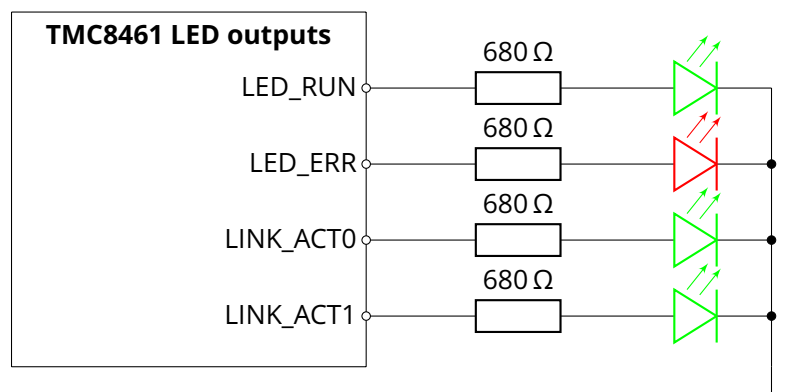 TMC8461 LED outputs
680 Ω
LED_RUN
680 Ω
LED_ERR
680 Ω
LINK_ACT0
680 Ω
LINK_ACT1